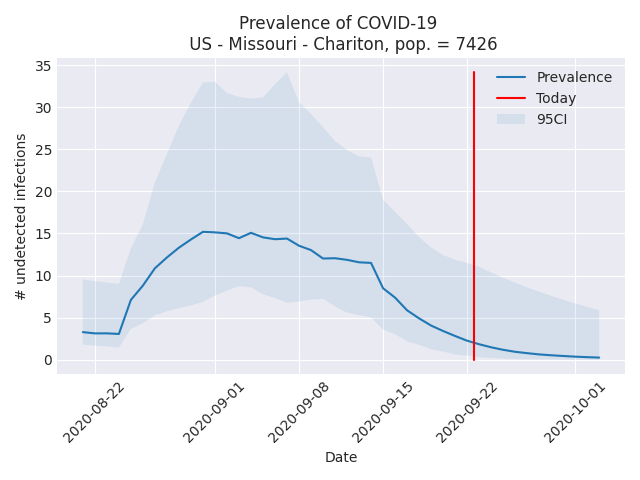 Prevalence of COVID-19
US - Missouri - Chariton, pop. = 7426
# undetected infections
35
30
25
20
15
10
5
0
Prevalence
Today
95CI
2020-08-22
2020-09-01
2020-09-08
2020-09-15
2020-09-22
2020-10-01
Date